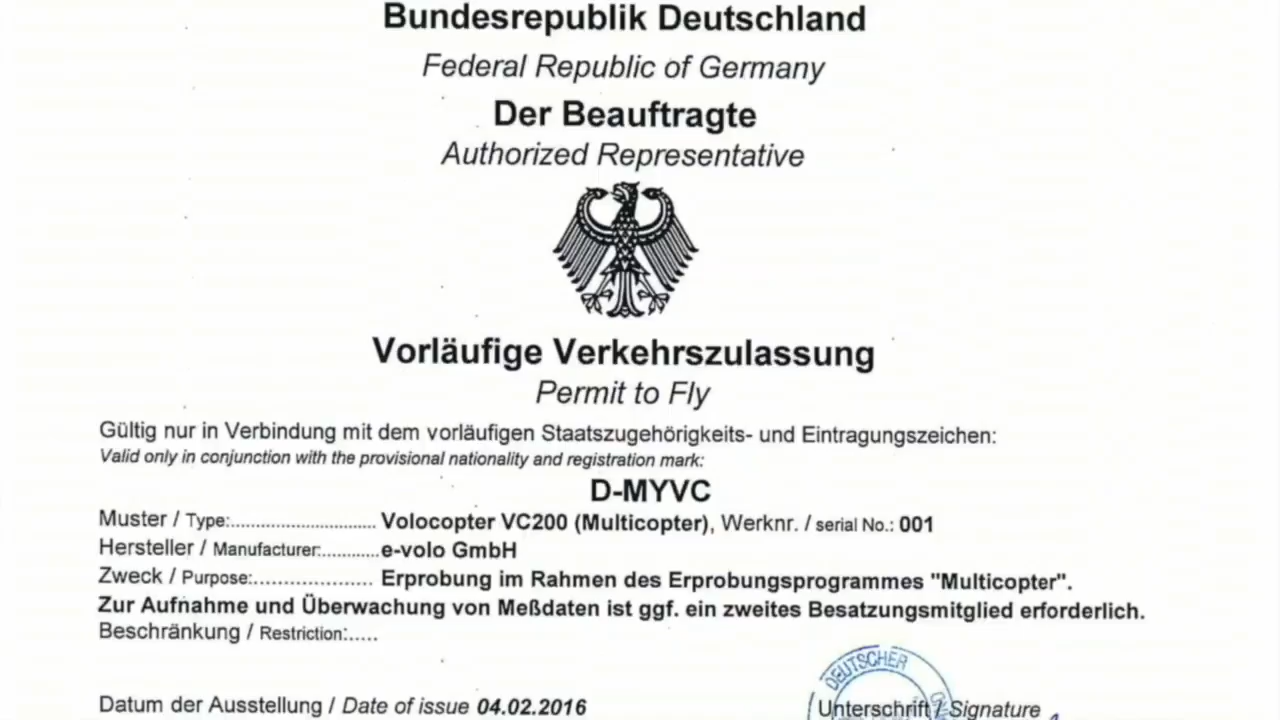 Bundesrepublik Deutschland
Federal Republic of Germany
Der Beauftragte
Authorized Representative
Vorläufige Verkehrszulassung
Permit to Fly
Gültig nur in Verbindung mit dem vorläufigen Staatszugehörigkeits- und Eintragungszeichen:
Valid only in conjunction with the provisional nationality and registration mark:
D-MYVC
Muster / Type:............................ Volocopter VC200 (Multicopter), Werknr. / serial No.: 001
Hersteller / Manufacturer:............e-volo GmbH
Zweck / Purpose:.................... Erprobung im Rahmen des Erprobungsprogrammes "Multicopter".
Zur Aufnahme und Überwachung von Meßdaten ist ggf. ein zweites Besatzungsmitglied erforderlich.
Beschränkung / Restriction:.....
DEUTSCHER
Datum der Ausstellung / Date of issue 04.02.2016
Unterschrift / Signature